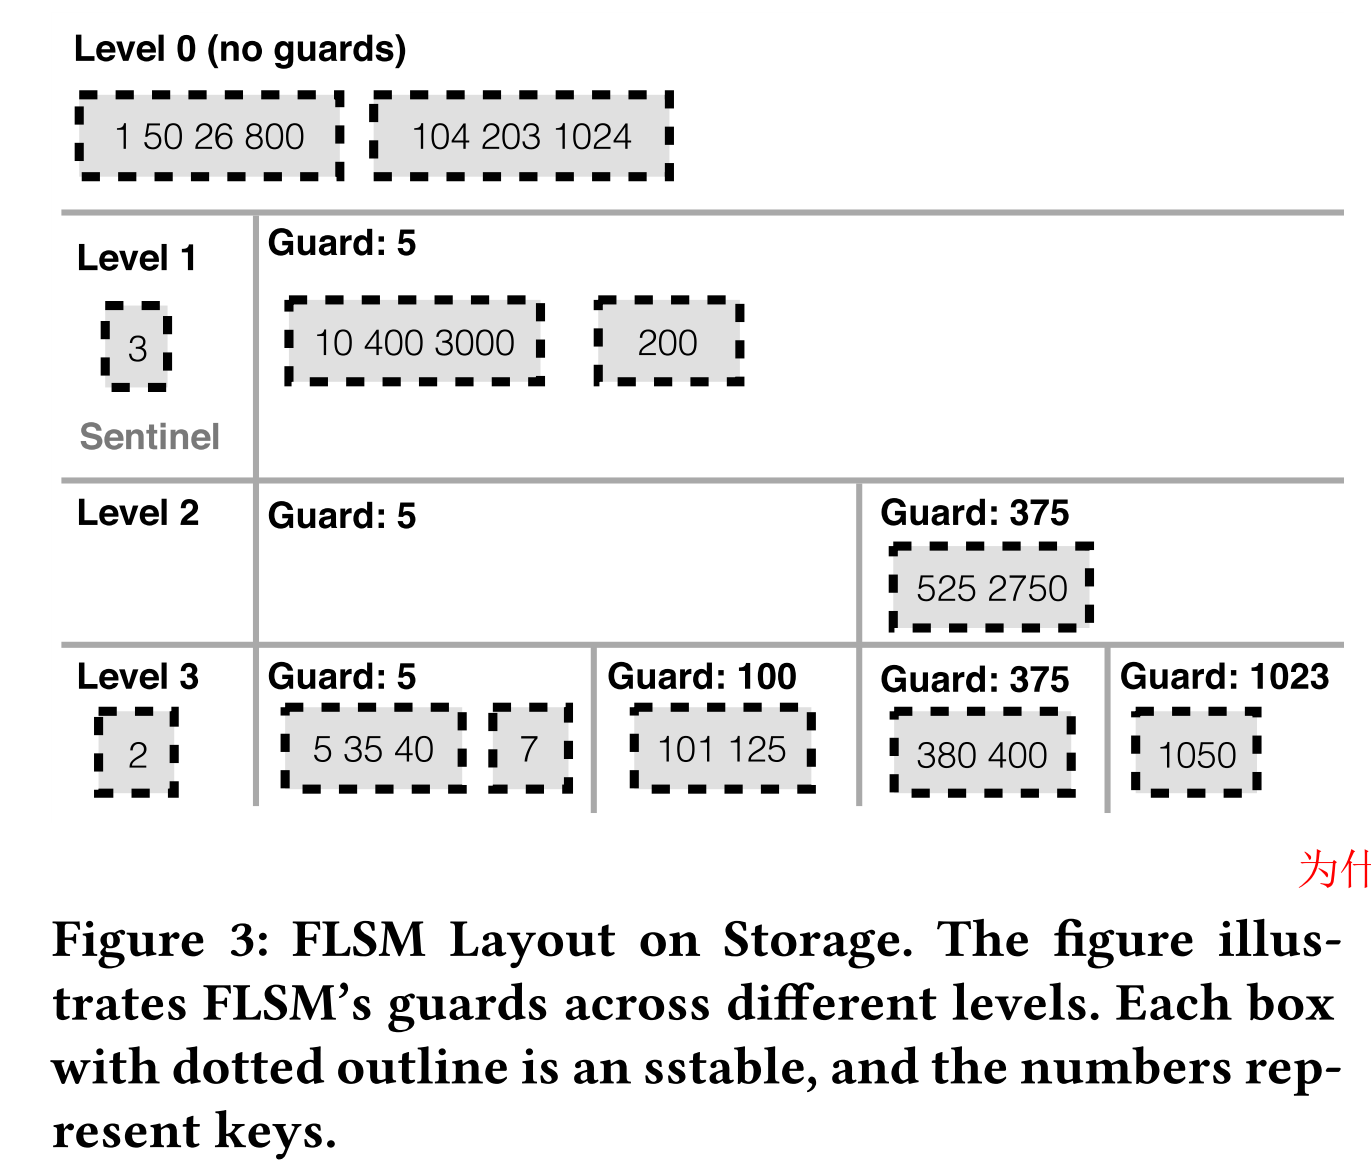 Level 0 (no guards)
1 50 26 800
104 203 1024
Level 1
Guard: 5
3
10 400 3000
200
Sentinel
Level 2
Guard: 5
Guard: 375
525 2750
Level 3
Guard: 5
Guard: 100
Guard: 375
Guard: 1023
2
5 35 40
7
101 125
380 400
1050
为什
Figure 3: FLSM Layout on Storage. The figure illus-
trates FLSM’s guards across different levels. Each box
with dotted outline is an sstable, and the numbers rep-
resent keys.